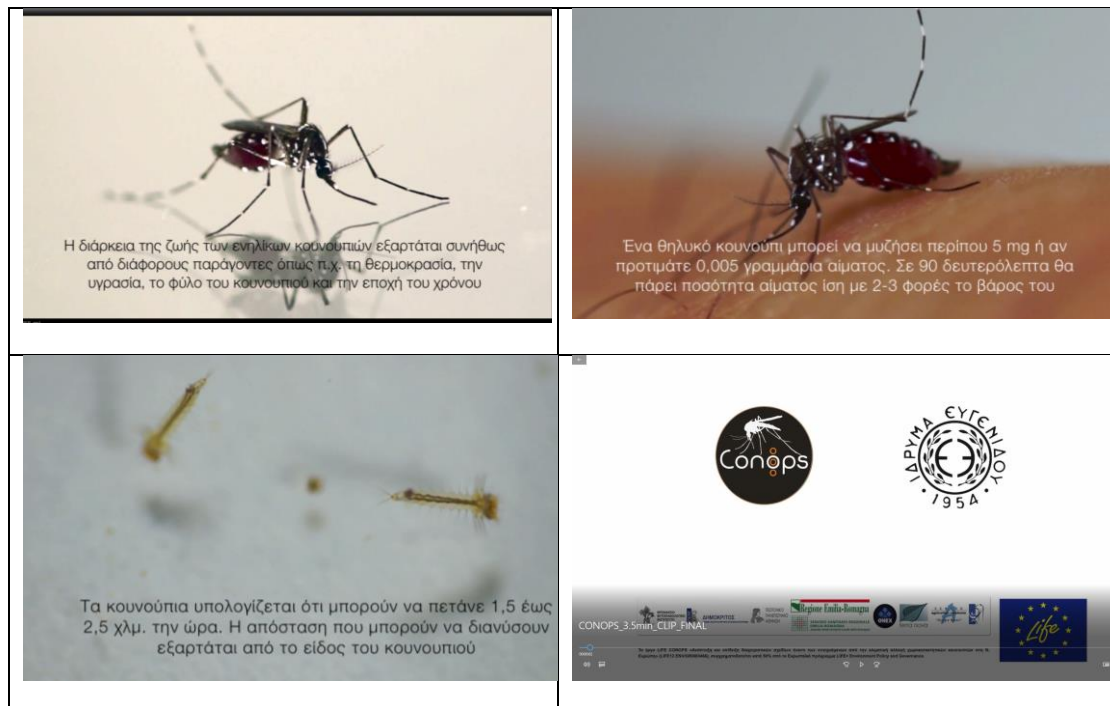 Η διάρκεια της ζωής των ενηλίκων κουνουπιών εξαρτάται συνήθως
από διάφορους παράγοντες όπως π.χ. τη θερμοκρασία, την
υγρασία, το φύλο του κουνουπιού και την εποχή του χρόνου
Ένα θηλυκό κουνούπι μπορεί να μυζήσει περίπου 5 mg ή αν
προτιμάτε 0,005 γραμμάρια αίματος. Σε 90 δευτερόλεπτα θα
πάρει ποσότητα αίματος ίση με 2-3 φορές το βάρος του
Τα κουνούπια υπολογίζεται ότι μπορούν να πετάνε 1,5 έως
2,5 χλμ. την ώρα. Η απόσταση που μπορούν να διανύσουν
εξαρτάται από το είδος του κουνουπιού
Conops
ΙΔΡΥΜΑ ΕΥΓΕΝΙΔΟΥ
1954
ΔΗΜΟΚΡΙΤΟΣ
Regione Emilia-Romagna
Life
CONOPS_3.5min_CLIP_FINAL